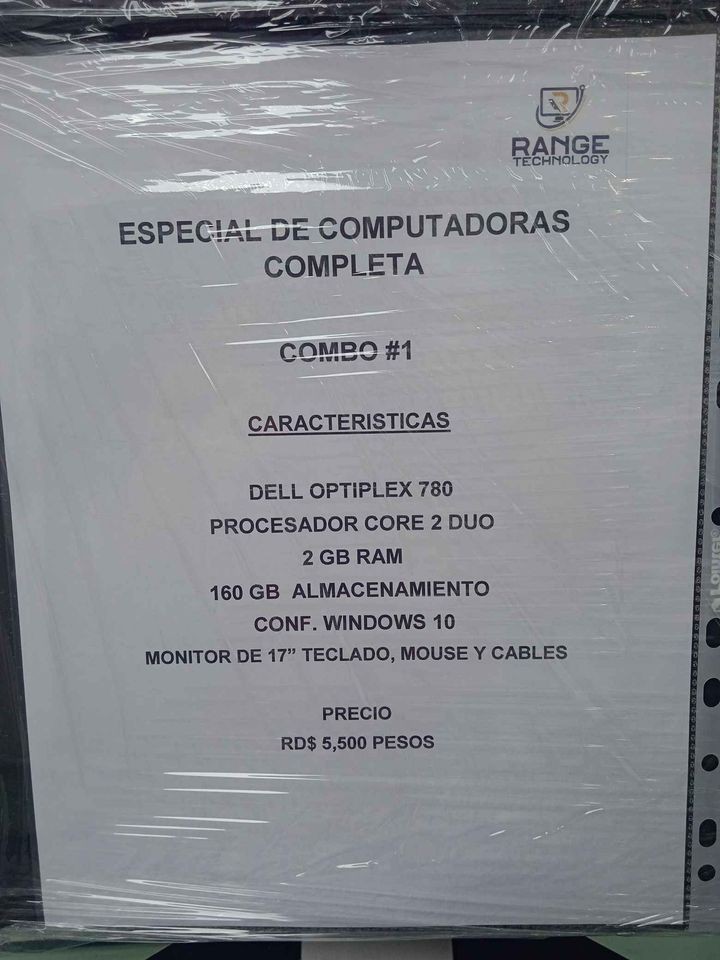 RANGE
TECHNOLOGY
ESPECIAL DE COMPUTADORAS
COMPLETA
COMBO #1
CARACTERISTICAS
DELL OPTIPLEX 780
PROCESADOR CORE 2 DUO
2 GB RAM
160 GB ALMACENAMIENTO
CONF. WINDOWS 10
MONITOR DE 17” TECLADO, MOUSE Y CABLES
PRECIO
RD$ 5,500 PESOS